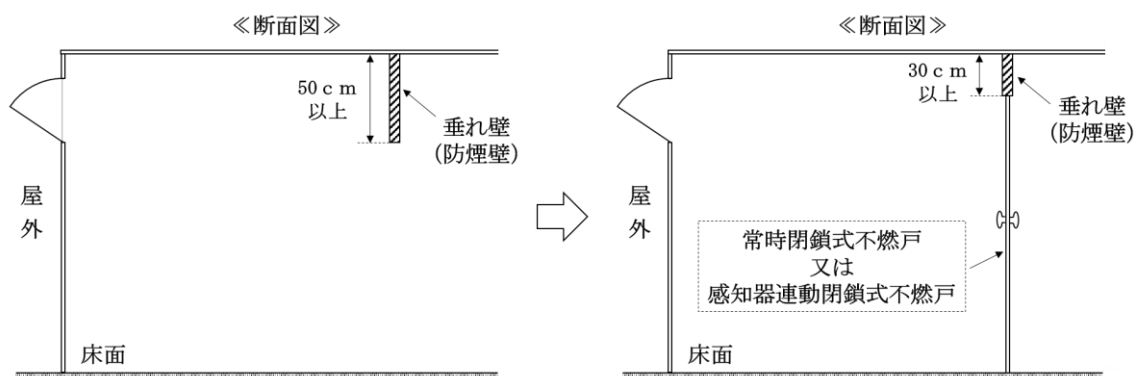 ≪断面図≫
50cm
以上
垂れ壁
(防煙壁)
屋
外
床面
≪断面図≫
30cm
以上
垂れ壁
(防煙壁)
屋
外
常時閉鎖式不燃戸
又は
感知器連動閉鎖式不燃戸
床面